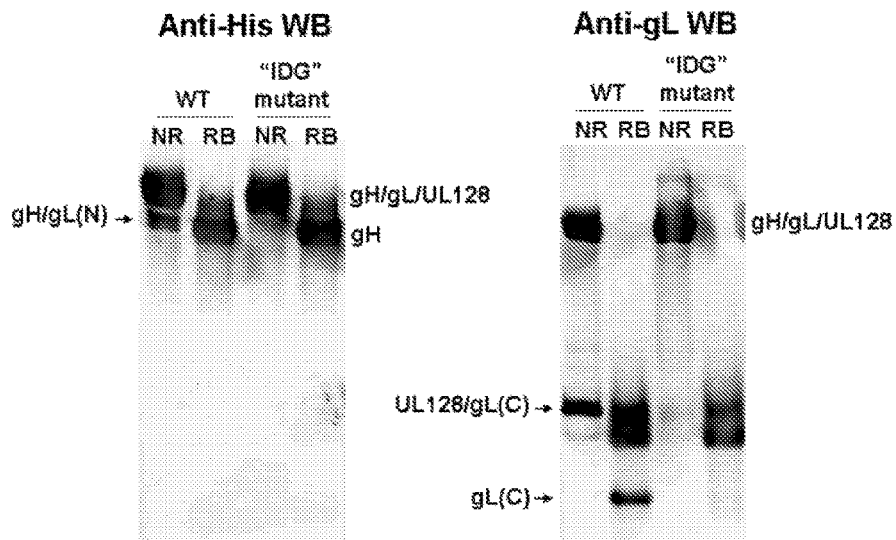 Anti-His WB
Anti-gL WB
WT
“IDG” mutant
NR RB NR RB
gH/gL(N)
gH/gL/UL128
gH
WT
“IDG” mutant
NR RB NR RB
gH/gL/UL128
UL128/gL(C)
gL(C)